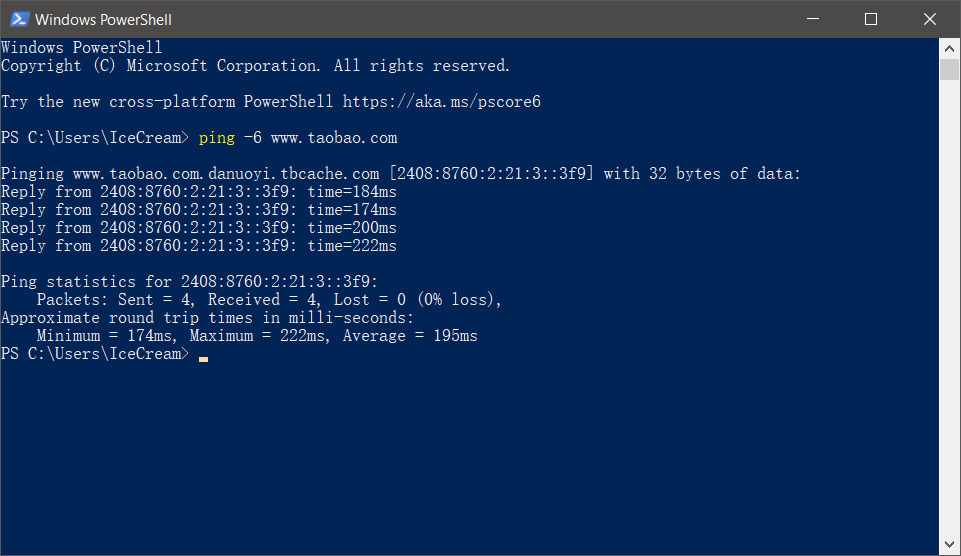 Windows PowerShell
Windows PowerShell
Copyright (C) Microsoft Corporation. All rights reserved.
Try the new cross-platform PowerShell https://aka.ms/pscore6
PS C:\Users\IceCream> ping -6 www.taobao.com
Pinging www.taobao.com.danuoyi.tbcache.com [2408:8760:2:21:3::3f9] with 32 bytes of data:
Reply from 2408:8760:2:21:3::3f9: time=184ms
Reply from 2408:8760:2:21:3::3f9: time=174ms
Reply from 2408:8760:2:21:3::3f9: time=200ms
Reply from 2408:8760:2:21:3::3f9: time=222ms
Ping statistics for 2408:8760:2:21:3::3f9:
    Packets: Sent = 4, Received = 4, Lost = 0 (0% loss),
Approximate round trip times in milli-seconds:
    Minimum = 174ms, Maximum = 222ms, Average = 195ms
PS C:\Users\IceCream>